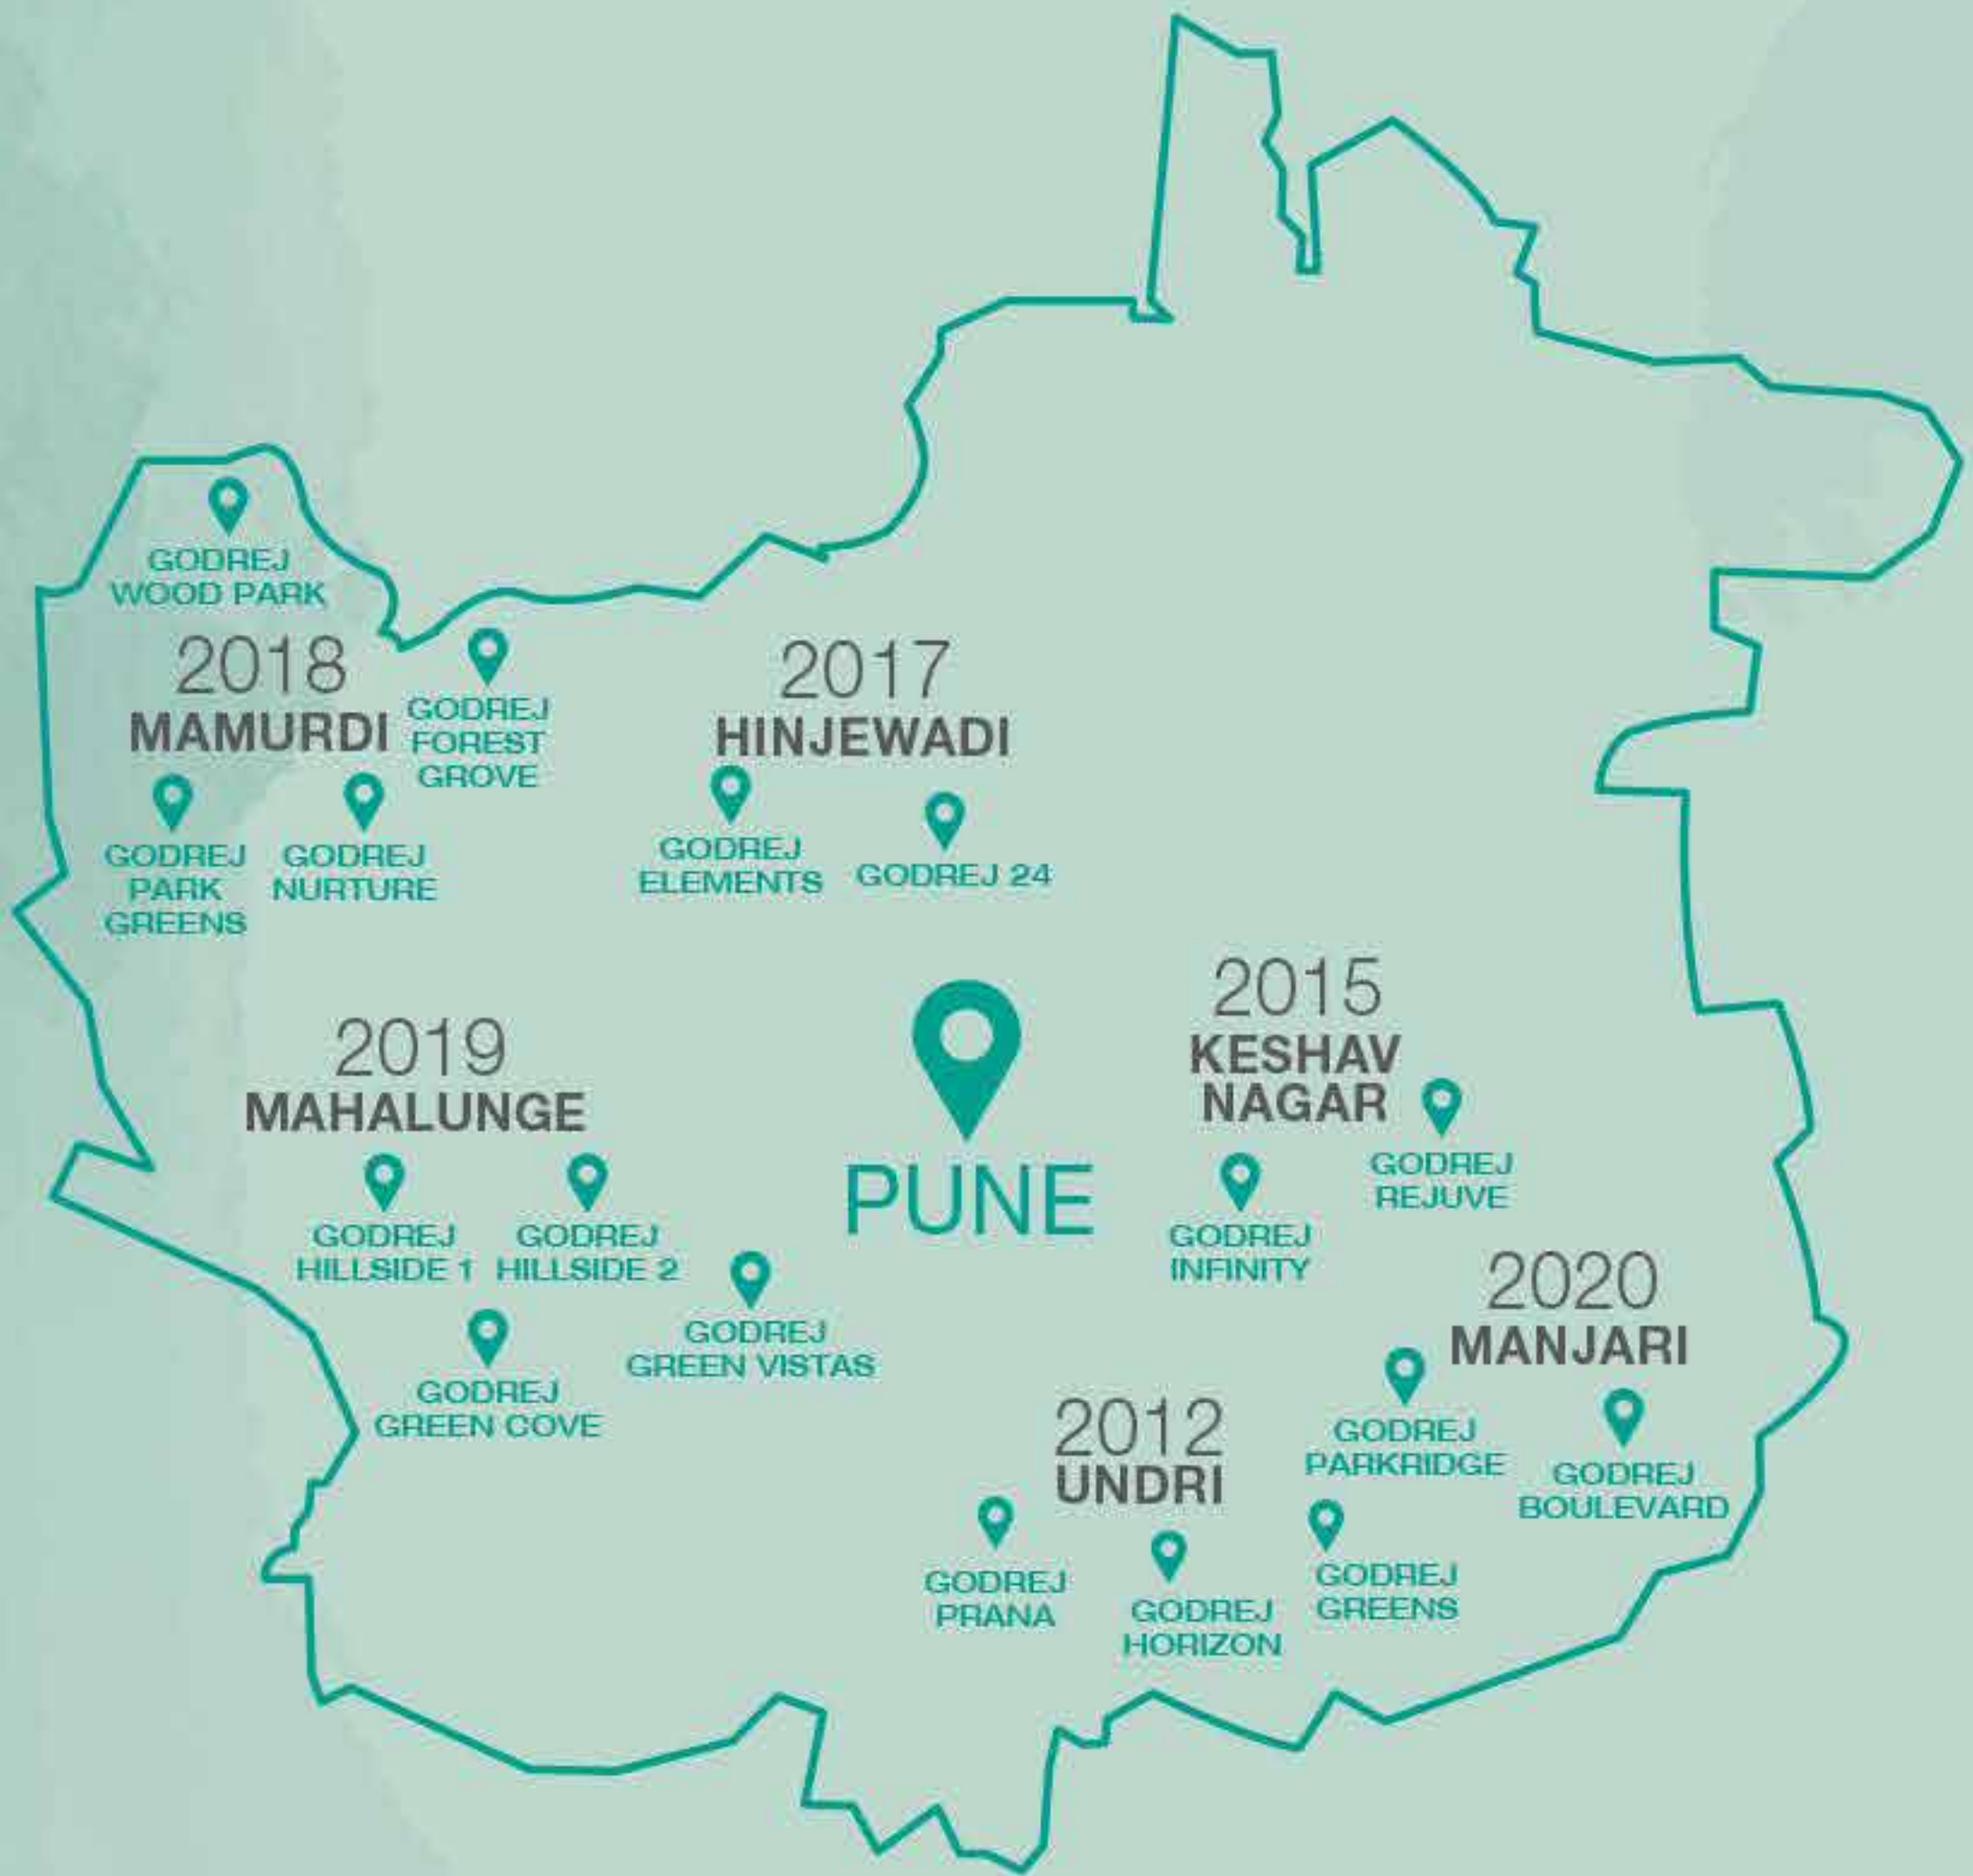 GODREJ
WOOD PARK
2018
MAMURDI
GODREJ
FOREST
GROVE
GODREJ
PARK
GREENS
GODREJ
NURTURE
2017
HINJEWADI
GODREJ
ELEMENTS
GODREJ 24
2019
MAHALUNGE
GODREJ
HILLSIDE 1
GODREJ
HILLSIDE 2
GODREJ
GREEN COVE
GODREJ
GREEN VISTAS
PUNE
2015
KESHAV
NAGAR
GODREJ
REJUVE
GODREJ
INFINITY
2020
MANJARI
GODREJ
PARKRIDGE
GODREJ
BOULEVARD
2012
UNDRI
GODREJ
PRANA
GODREJ
HORIZON
GODREJ
GREENS